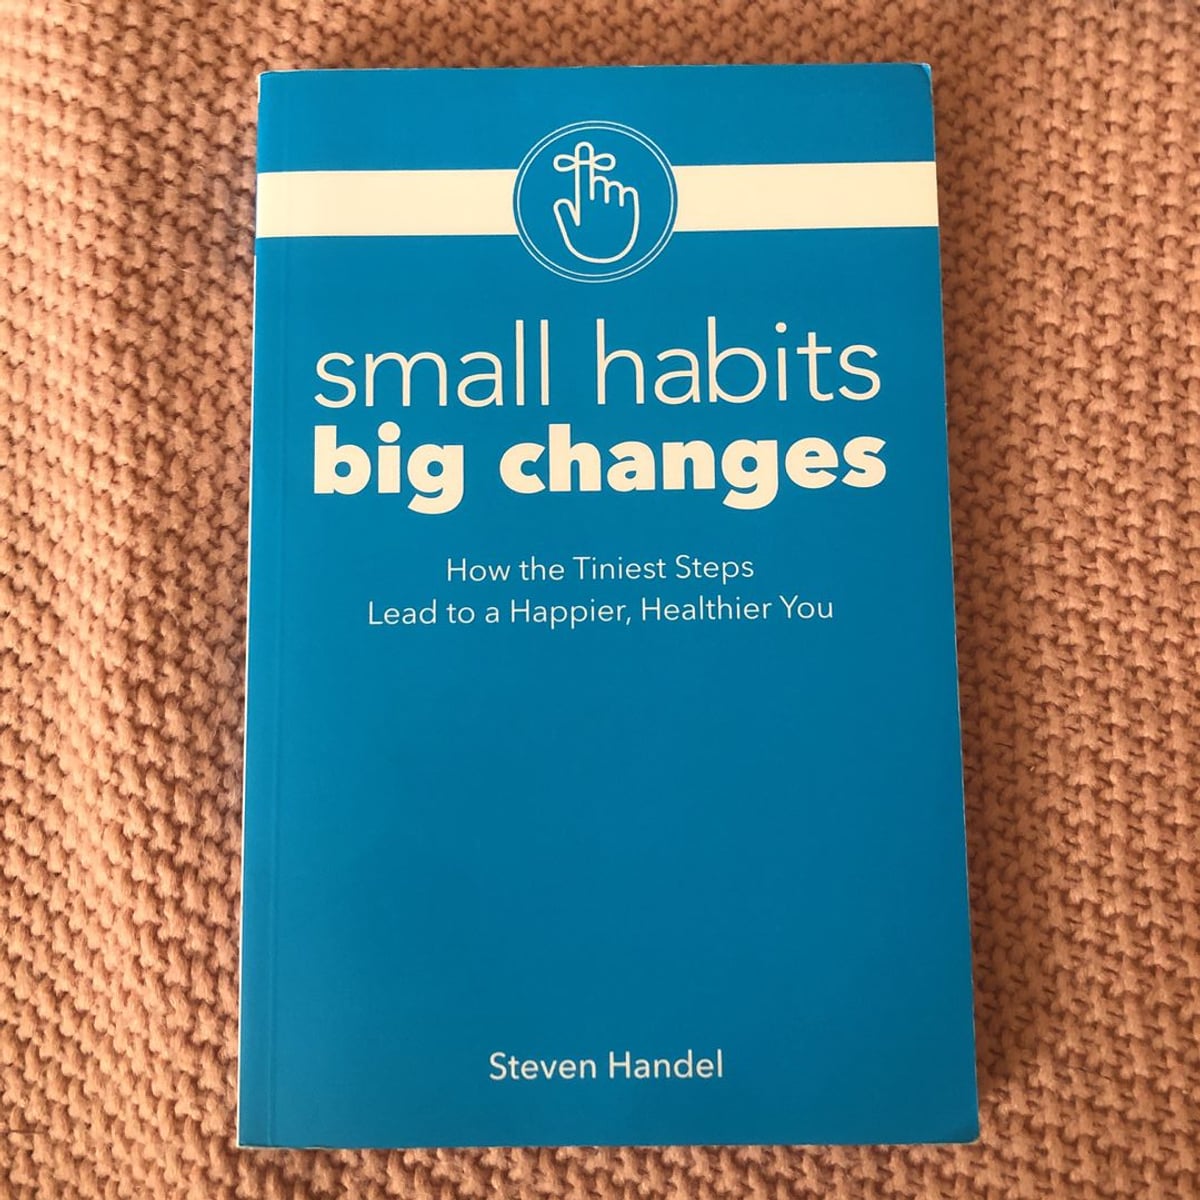 small habits
big changes
How the Tiniest Steps
Lead to a Happier, Healthier You
Steven Handel